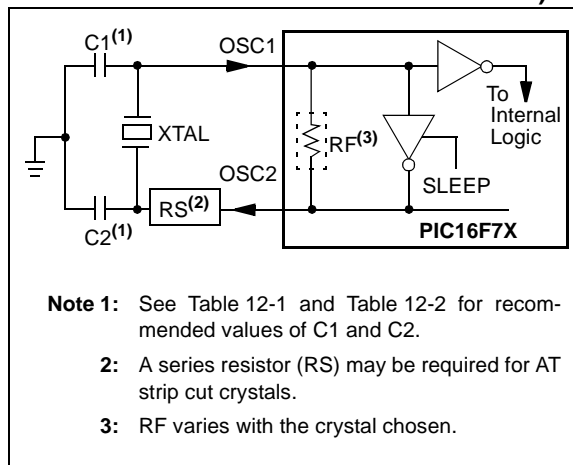 C1(1)
OSC1
To
Internal
Logic
XTAL
RF(3)
OSC2
SLEEP
RS(2)
C2(1)
PIC16F7X
Note 1: See Table 12-1 and Table 12-2 for recom-
mended values of C1 and C2.
2: A series resistor (RS) may be required for AT
strip cut crystals.
3: RF varies with the crystal chosen.